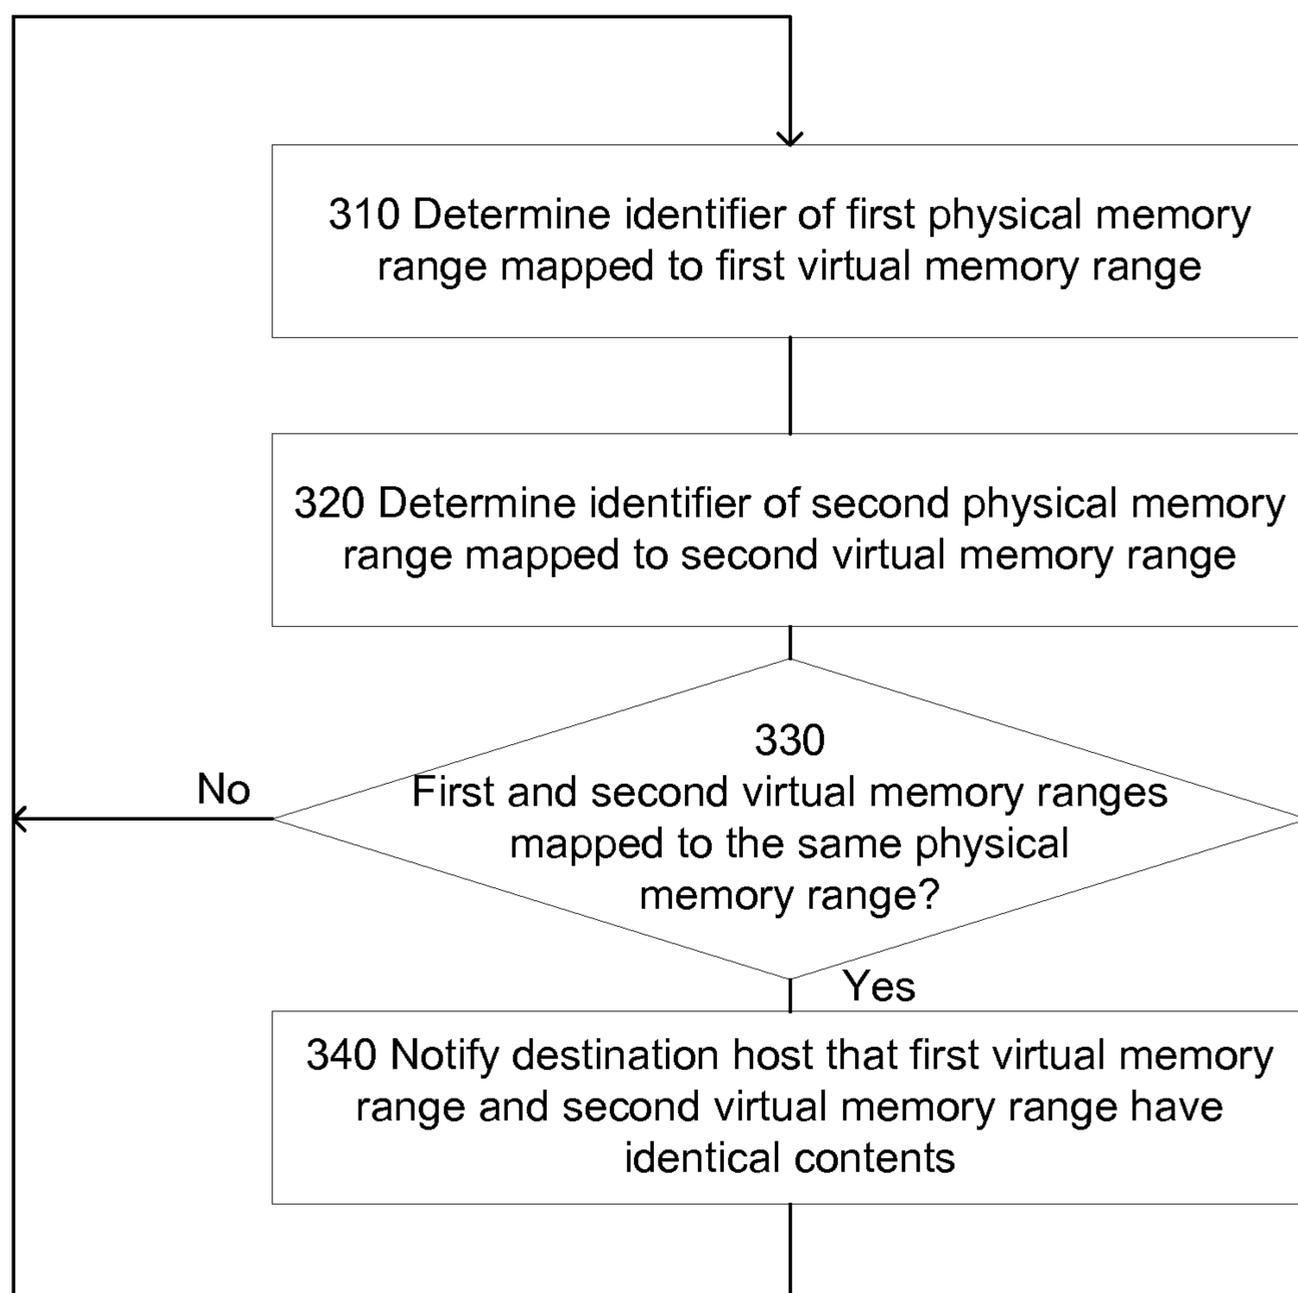 310 Determine identifier of first physical memory
range mapped to first virtual memory range
320 Determine identifier of second physical memory
range mapped to second virtual memory range
330
First and second virtual memory ranges
mapped to the same physical
memory range?
No
Yes
340 Notify destination host that first virtual memory
range and second virtual memory range have
identical contents